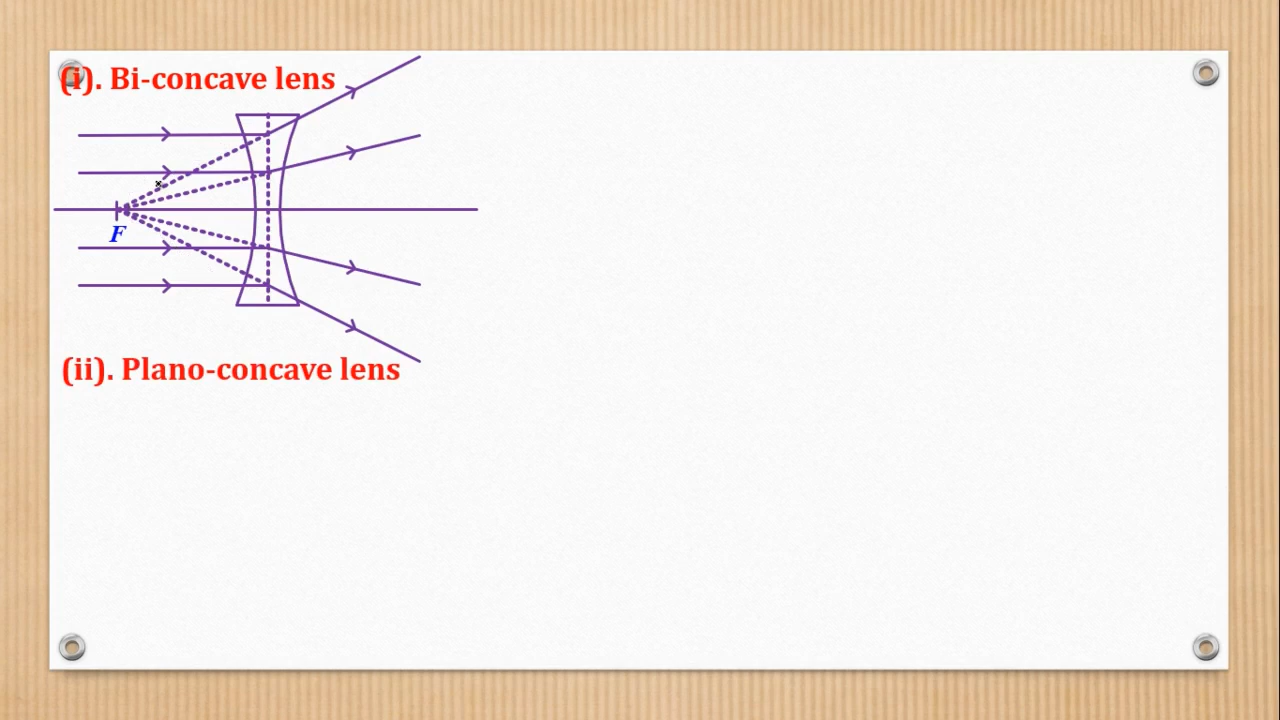 (i). Bi-concave lens
F
(ii). Plano-concave lens